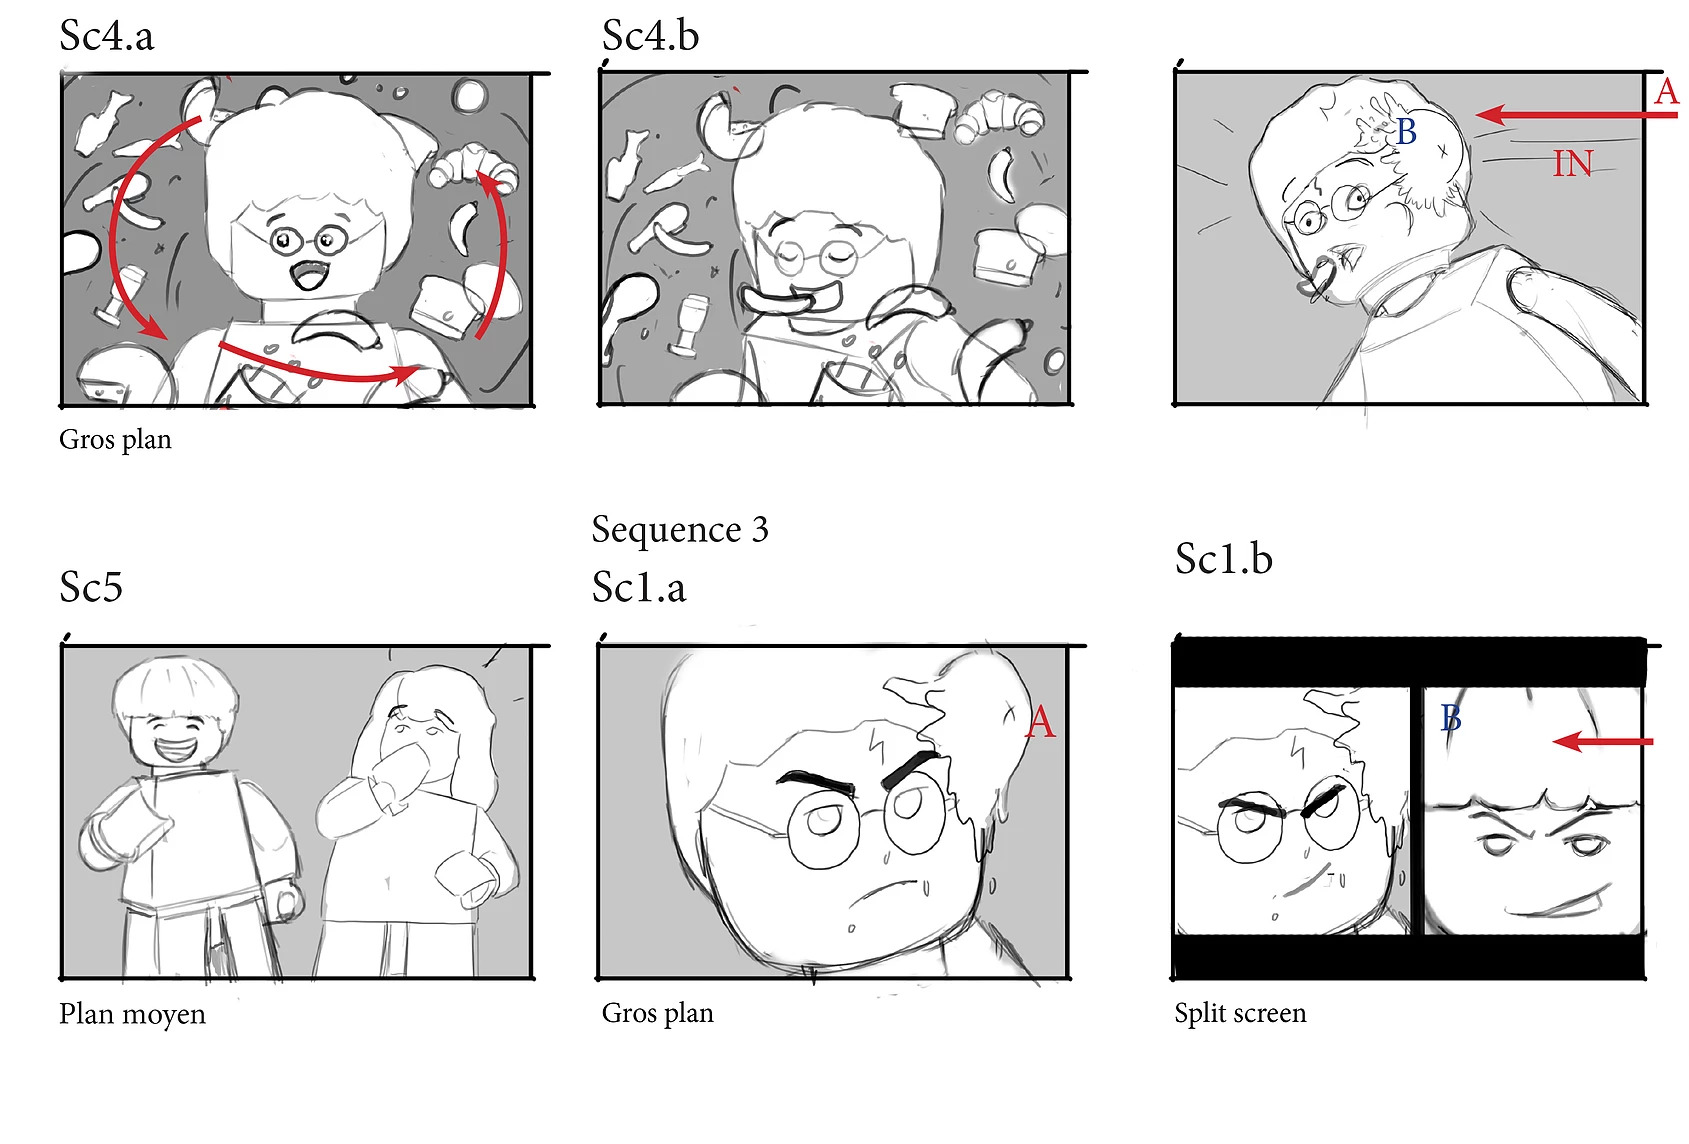 Sc4.a
Sc4.b
A
B
IN
Gros plan
Sequence 3
Sc5
Sc1.a
Sc1.b
A
B
Plan moyen
Gros plan
Split screen